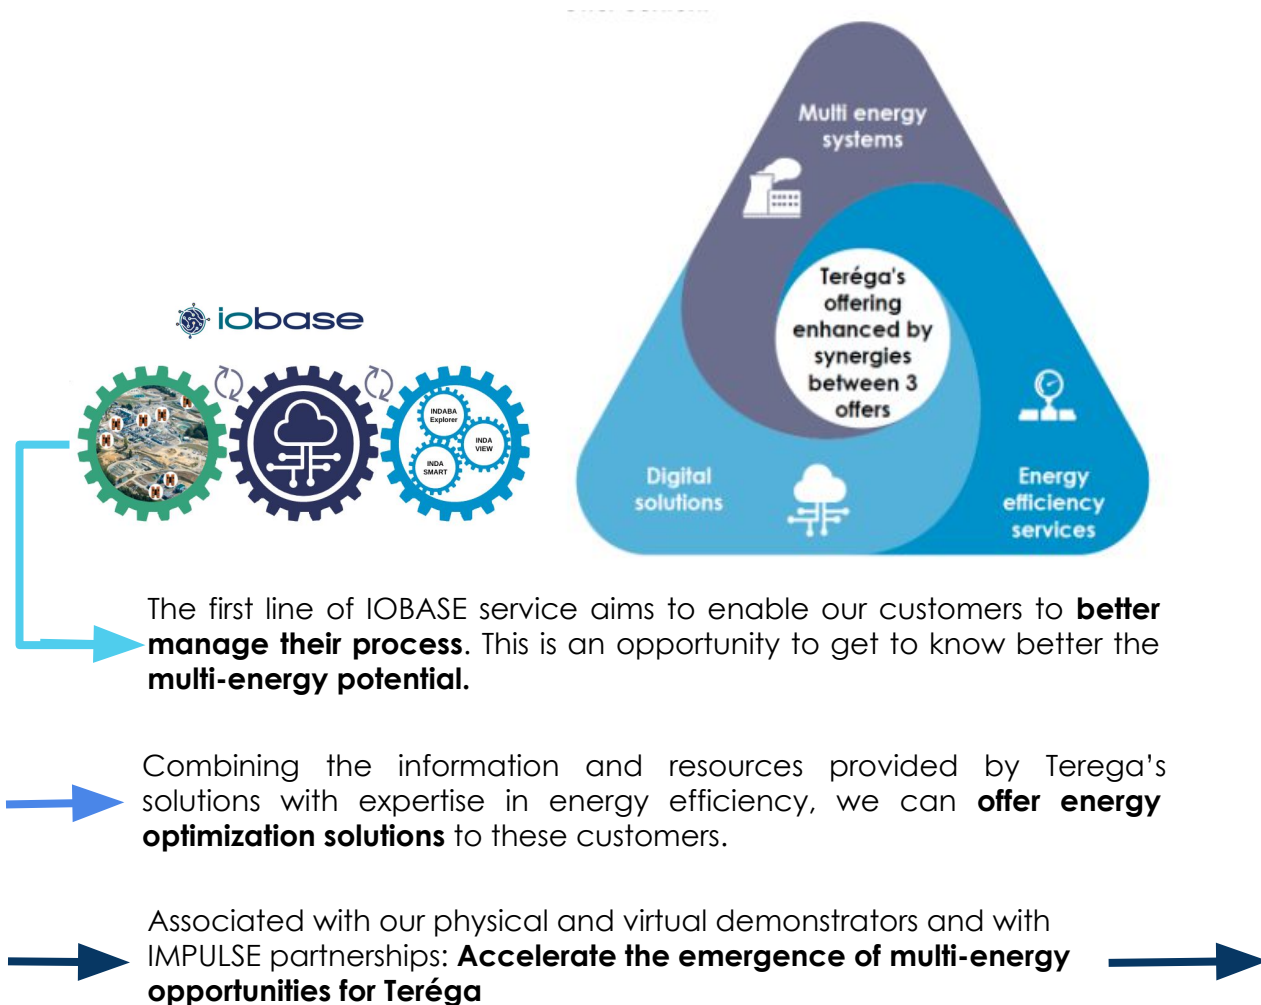 Multi energy
systems
Teréga's
offering
enhanced by
synergies
between 3
offers
Digital
solutions
Energy
efficiency
services
iobase
INDABA
Explorer
INDA
VIEW
INDA
SMART
The first line of IOBASE service aims to enable our customers to better
manage their process. This is an opportunity to get to know better the
multi-energy potential.
Combining the information and resources provided by Terega’s
solutions with expertise in energy efficiency, we can offer energy
optimization solutions to these customers.
Associated with our physical and virtual demonstrators and with
IMPULSE partnerships: Accelerate the emergence of multi-energy
opportunities for Teréga